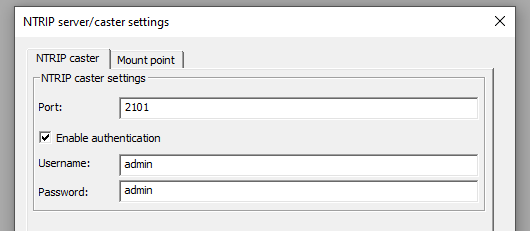 NTRIP server/caster settings
NTRIP caster Mount point
NTRIP caster settings
Port: 2101
Enable authentication
Username: admin
Password: admin